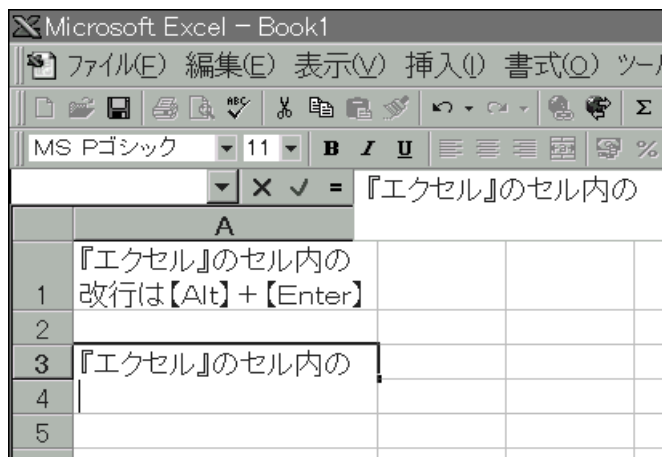 Microsoft Excel － Book1
ファイル(F) 編集(E) 表示(V) 挿入(I) 書式(O) ツー
ABC Σ
MS Pゴシック 11 B I U %
= 『エクセル』のセル内の
A
『エクセル』のセル内の
1 改行は【Alt】＋【Enter】
2
3 『エクセル』のセル内の
4
5